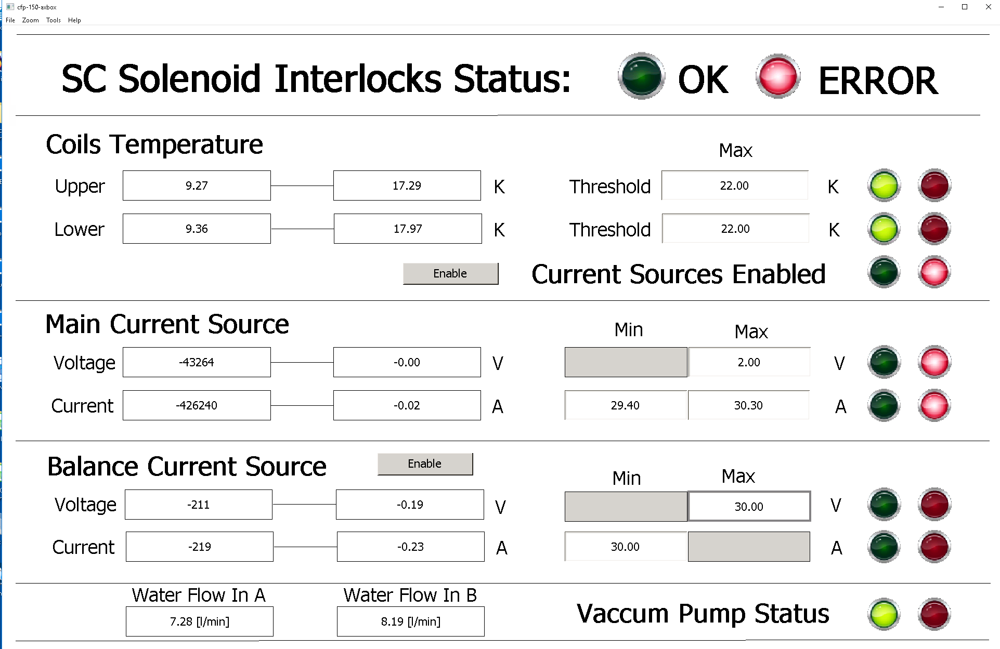 cfp-150-axbox
File Zoom Tools Help
SC Solenoid Interlocks Status: OK ERROR
Coils Temperature
Max
Upper 9.27 17.29 K Threshold 22.00 K
Lower 9.36 17.97 K Threshold 22.00 K
Enable Current Sources Enabled
Main Current Source
Min Max
Voltage -43264 -0.00 V 2.00 V
Current -426240 -0.02 A 29.40 30.30 A
Balance Current Source Enable
Min Max
Voltage -211 -0.19 V 30.00 V
Current -219 -0.23 A 30.00 A
Water Flow In A Water Flow In B
7.28 [l/min] 8.19 [l/min] Vaccum Pump Status